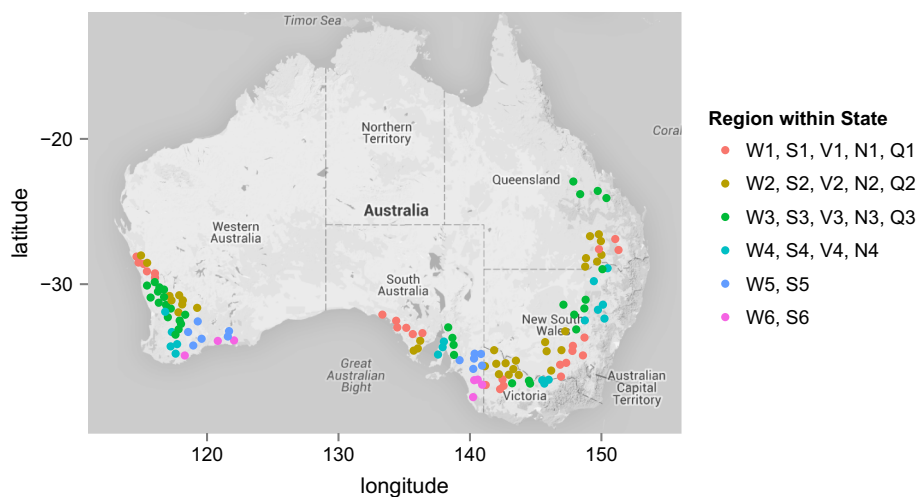 Timor Sea
Northern
Territory
Coral
Queensland
Australia
Western
Australia
South
Australia
New South
Wales
Great
Australian
Bight
Victoria
Australian
Capital
Territory
−20
−30
−40
latitude
120
130
140
150
longitude
Region within State
W1, S1, V1, N1, Q1
W2, S2, V2, N2, Q2
W3, S3, V3, N3, Q3
W4, S4, V4, N4
W5, S5
W6, S6